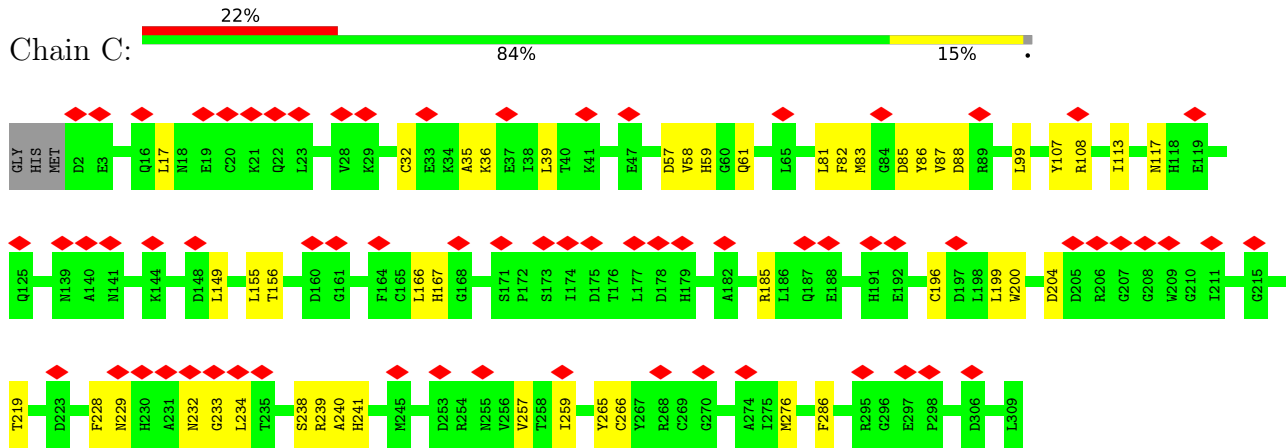 22%
Chain C:
84% 15% •
GLY HIS MET D2 E3 Q16 L17 N18 E19 C20 K21 Q22 L23 V28 K29 C32 E33 K34 A35 K36 E37 I38 L39 T40 K41 E47 D57 V58 H59 G60 Q61 L65 L81 F82 M83 G84 D85 Y86 V87 D88 R89 L99 Y107 R108 I113 N117 H118 E119
Q125 N139 A140 N141 K144 D148 L149 L155 T156 D160 G161 F164 C165 L166 H167 G168 S171 P172 S173 I174 D175 T176 L177 D178 H179 A182 R185 L186 Q187 E188 H191 E192 C196 D197 L198 L199 W200 D204 D205 R206 G207 G208 W209 G210 I211 G215
T219 D223 F228 N229 H230 A231 N232 G233 L234 T235 S238 R239 A240 H241 M245 D253 R254 N255 V256 V257 T258 I259 Y265 C266 Y267 R268 C269 G270 A274 I275 M276 F286 R295 G296 E297 P298 D306 L309